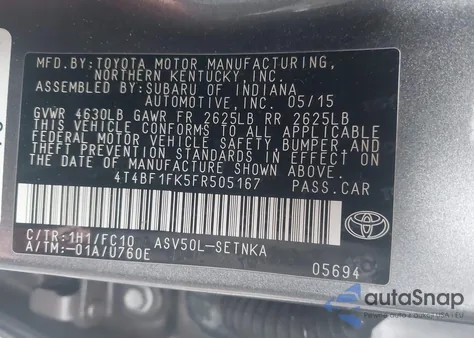 MFD.BY:TOYOTA MOTOR MANUFACTURING,
NORTHERN KENTUCKY,INC.
ASSEMBLED BY:SUBARU OF INDIANA
AUTOMOTIVE,INC. 05/15
GVWR 4630LB GAWR FR 2625LB RR 2625LB
THIS VEHICLE CONFORMS TO ALL APPLICABLE
FEDERAL MOTOR VEHICLE SAFETY,BUMPER,AND
THEFT PREVENTION STANDARDS IN EFFECT ON
THE DATE OF MANUFACTURE SHOWN ABOVE.
4T4BF1FK5FR505167 PASS.CAR
C/TR:1H1/FC10 ASV50L-SETNKA
A/TM:-01A/U760E
TOYOTA
05694
autoSnap